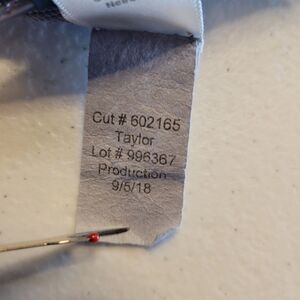 Cut # 602165
Taylor
Lot # 996367
Production
9/5/18